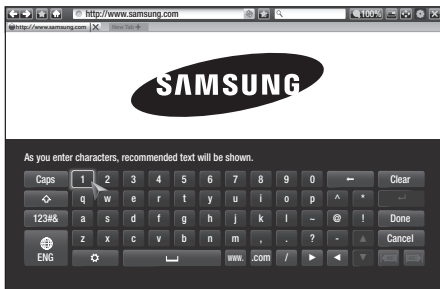 http://www.samsung.com 100%
http://www.samsung.com New Tab
SAMSUNG
As you enter characters, recommended text will be shown.
Caps 1 2 3 4 5 6 7 8 9 0 Clear
q w e r t y u i o p ^ *
123#& a s d f g h j k l ~ @ ! Done
ENG z x c v b n m , . ? - Cancel
www. .com /